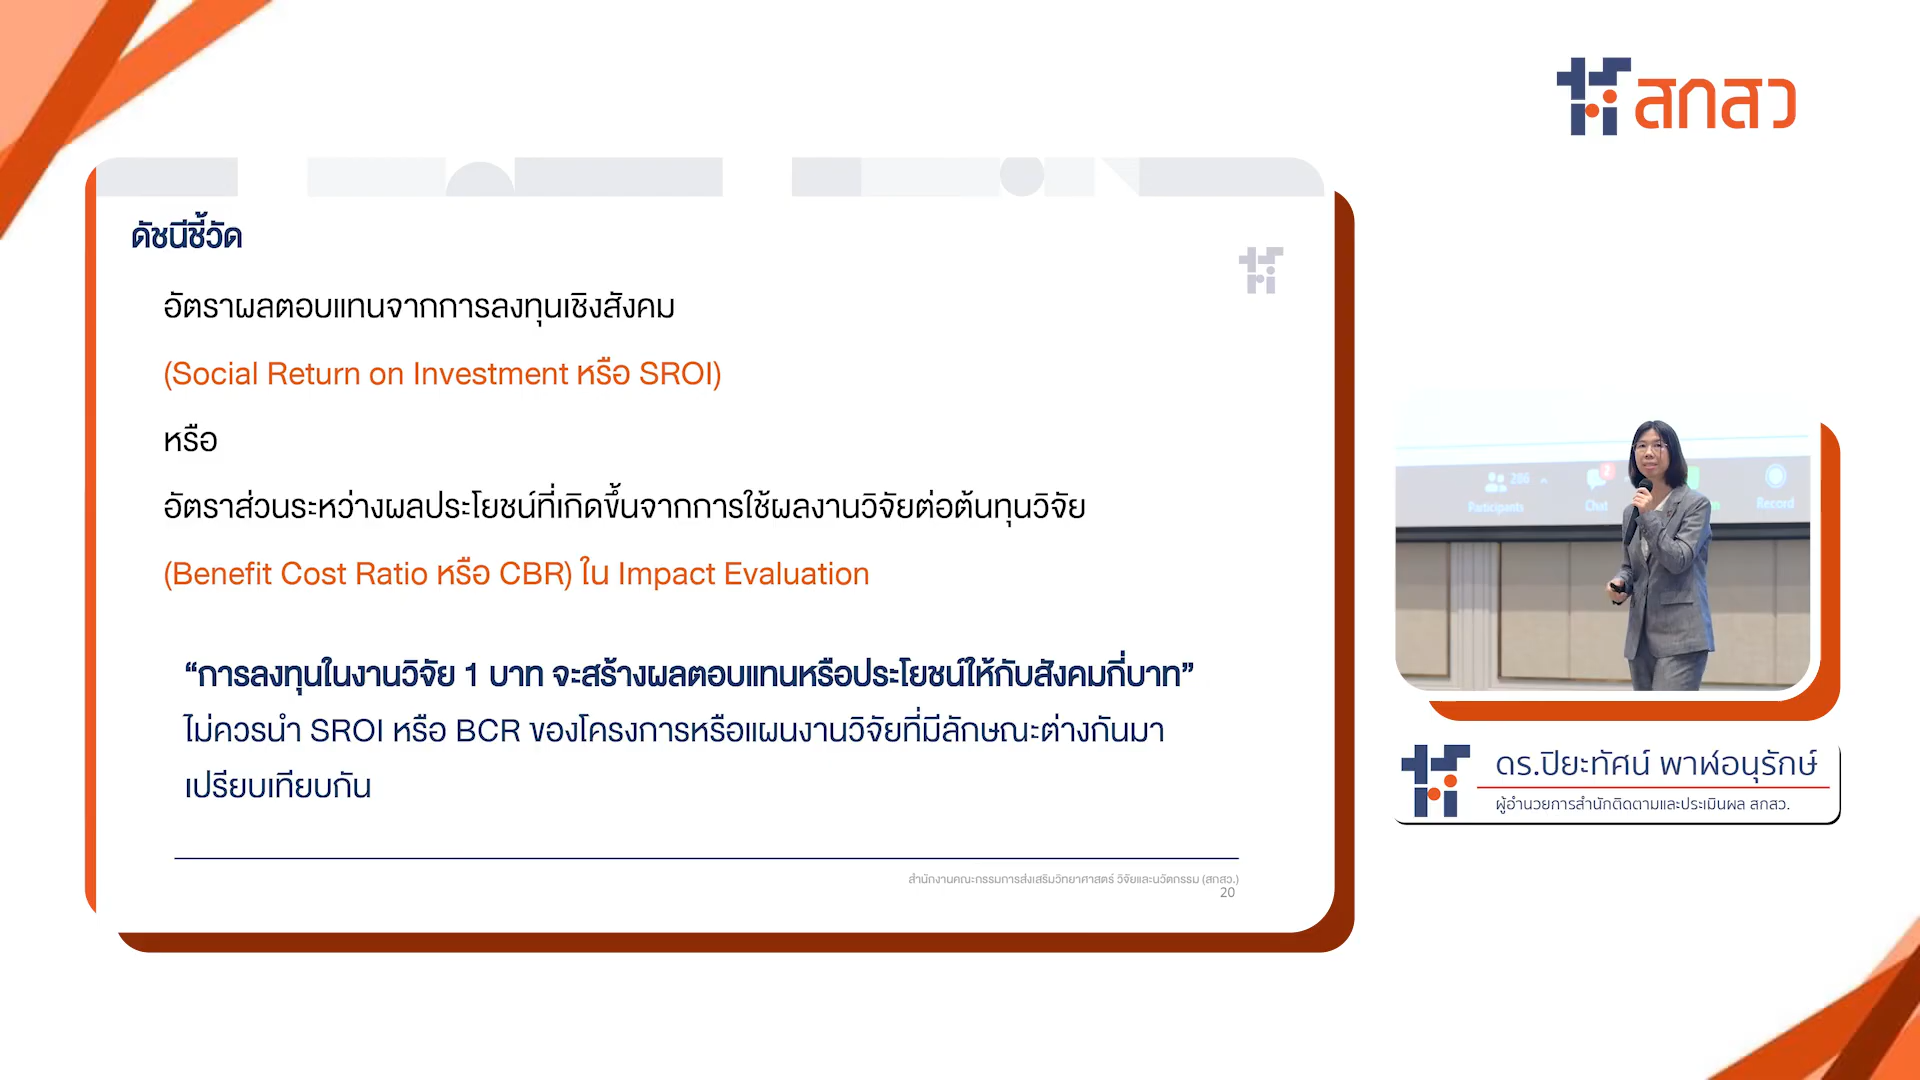 สกสว
ดัชนีชี้วัด
อัตราผลตอบแทนจากการลงทุนเชิงสังคม
(Social Return on Investment หรือ SROI)
หรือ
อัตราส่วนระหว่างผลประโยชน์ที่เกิดขึ้นจากการใช้ผลงานวิจัยต่อต้นทุนวิจัย
(Benefit Cost Ratio หรือ CBR) ใน Impact Evaluation
“การลงทุนในงานวิจัย 1 บาท จะสร้างผลตอบแทนหรือประโยชน์ให้กับสังคมกี่บาท”
ไม่ควรนำ SROI หรือ BCR ของโครงการหรือแผนงานวิจัยที่มีลักษณะต่างกันมา
เปรียบเทียบกัน
สำนักงานคณะกรรมการส่งเสริมวิทยาศาสตร์ วิจัยและนวัตกรรม (สกสว.)
20
286
2
Participants
Chat
Record
ดร.ปิยะทัศน์ พาฬอนุรักษ์
ผู้อำนวยการสำนักติดตามและประเมินผล สกสว.